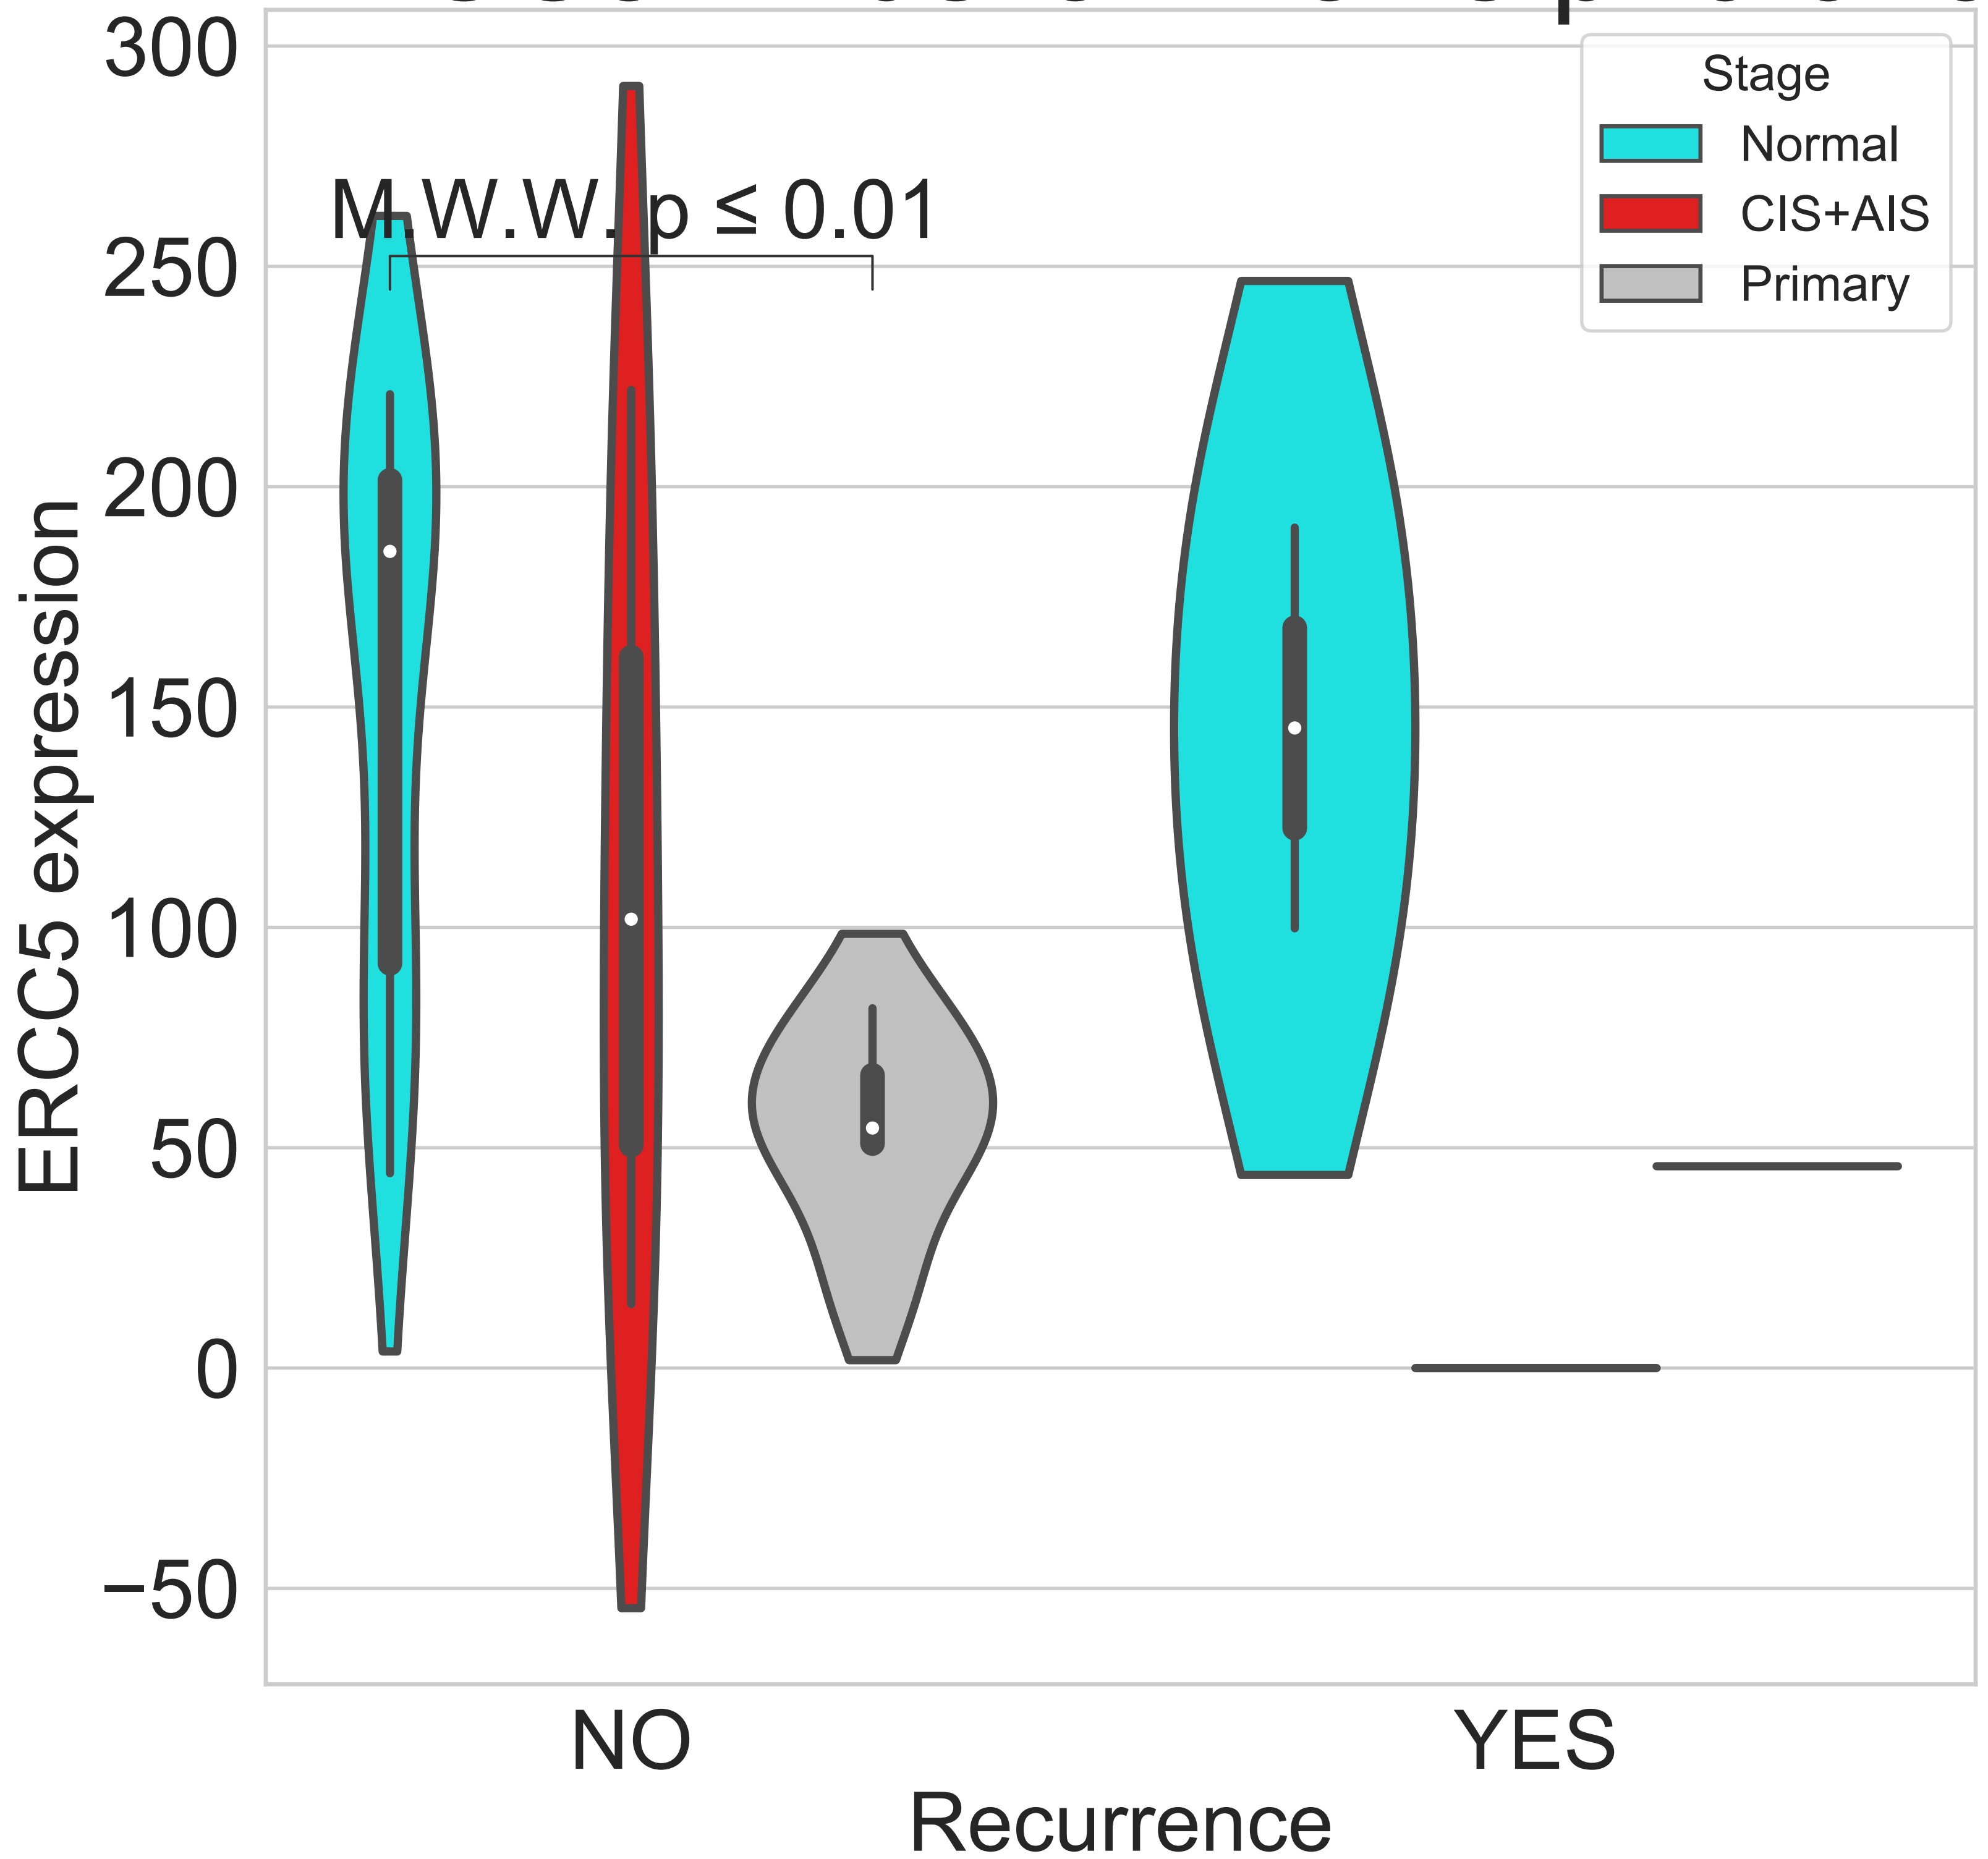 300
Stage
Normal
CIS+AIS
Primary
M.W.W. p ≤ 0.01
250
200
150
100
50
0
−50
ERCC5 expression
NO YES
Recurrence